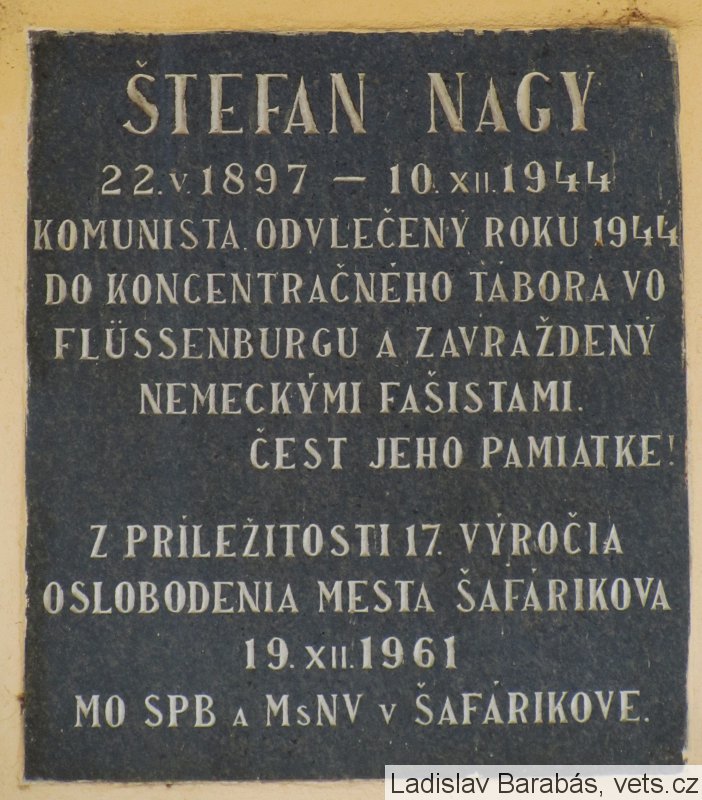 ŠTEFAN NAGY
22. V. 1897 — 10. XII. 1944
KOMUNISTA. ODVLEČENÝ ROKU 1944
DO KONCENTRAČNÉHO TÁBORA VO
FLÜSSENBURGU A ZAVRAŽDENÝ
NEMECKÝMI FAŠISTAMI.
ČEST JEHO PAMIATKE!
Z PRÍLEŽITOSTI 17. VÝROČIA
OSLOBODENIA MESTA ŠAFÁRIKOVA
19. XII. 1961
MO SPB A MsNV V ŠAFÁRIKOVE.
Ladislav Barabás, vets.cz